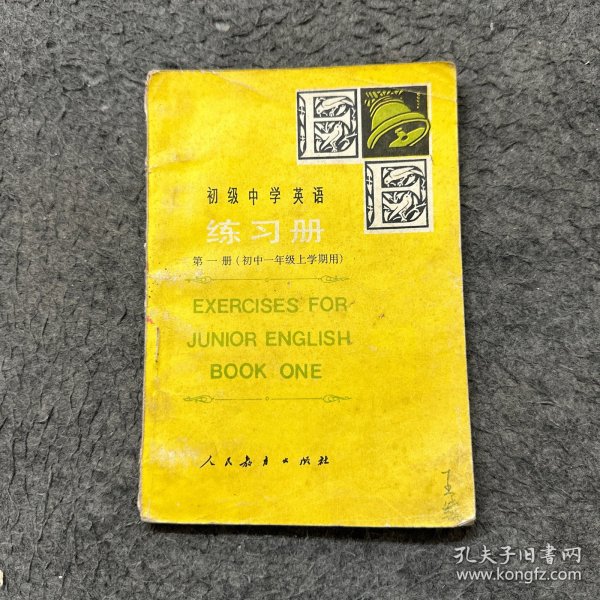 初级中学英语
练习册
第一册(初中一年级上学期用)
EXERCISES FOR
JUNIOR ENGLISH
BOOK ONE
人民教育出版社
王
孔夫子旧书网
www.kongfz.com